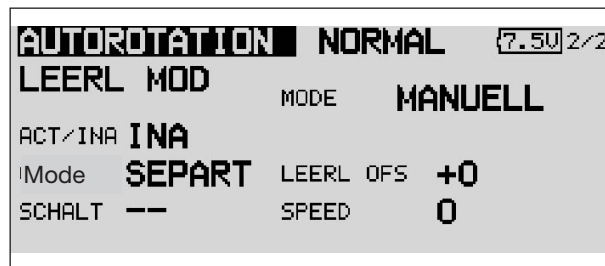 AUTOROTATION NORMAL 7.5V 2/2
LEERL MOD
MODE MANUELL
ACT/INA INA
Mode SEPART LEERL OFS +0
SCHALT -- SPEED 0